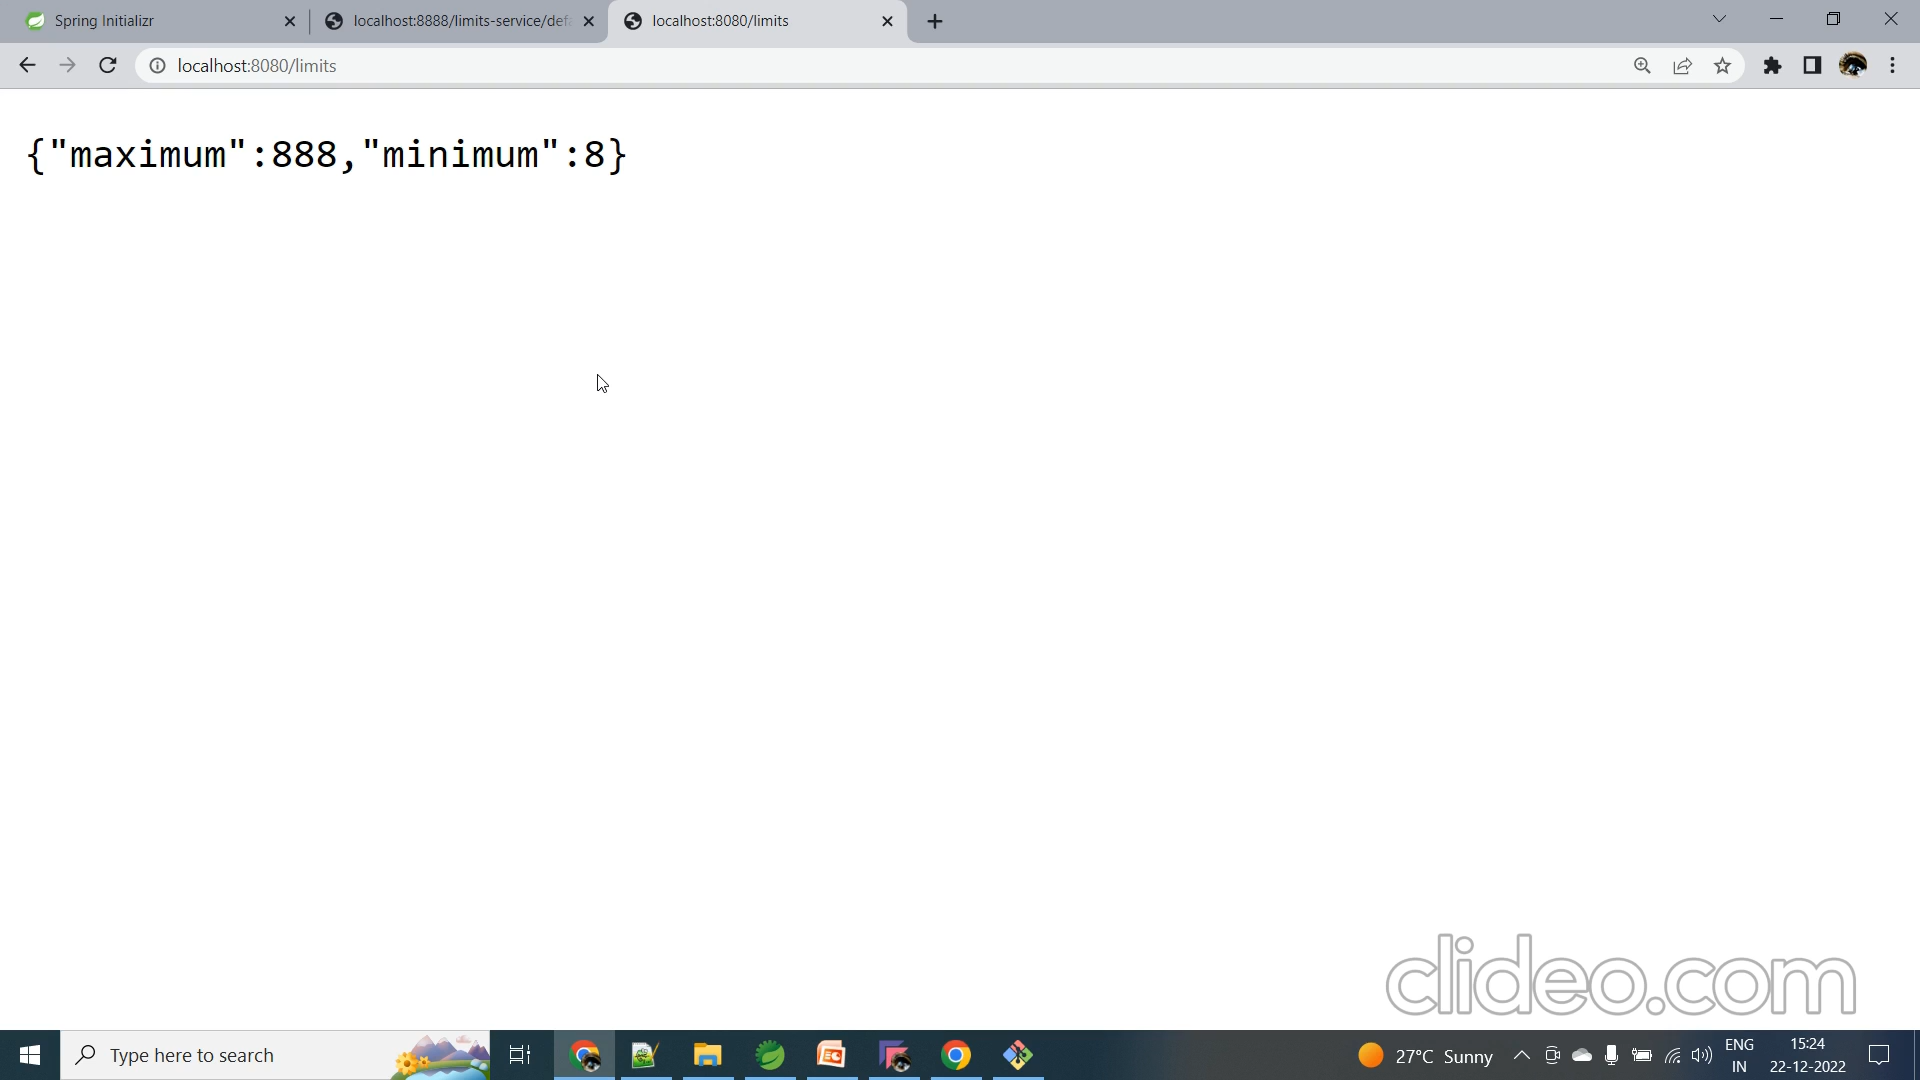 Spring Initializr
localhost:8888/limits-service/def
localhost:8080/limits
localhost:8080/limits
{"maximum":888,"minimum":8}
clideo.com
Type here to search
27°C Sunny
ENG
IN
15:24
22-12-2022